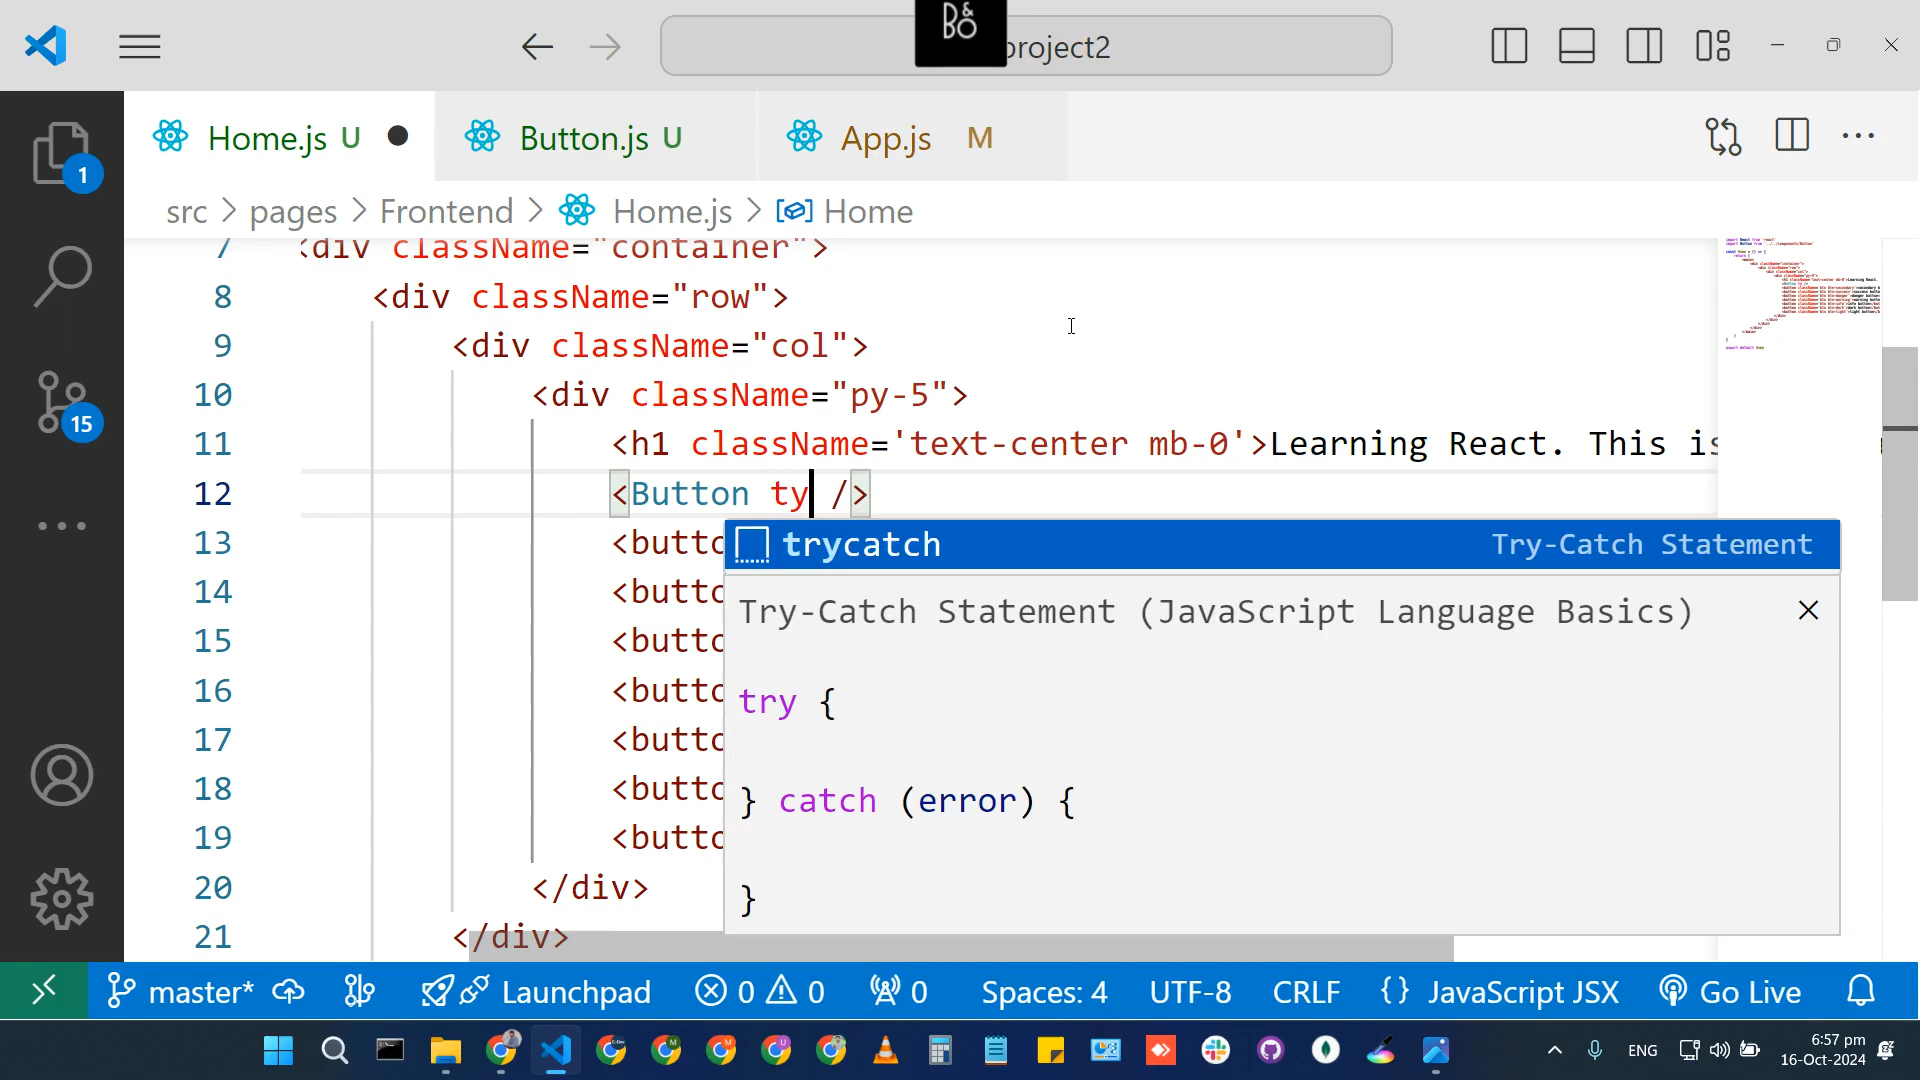 B&O
project2
Home.js U
Button.js U
App.js M
1
src > pages > Frontend > Home.js > Home
7 <div className="container">
8 <div className="row">
9 <div className="col">
10 <div className="py-5">
11 <h1 className='text-center mb-0'>Learning React. This is
12 <Button ty />
13 <butto
14 <butto
15 <butto
16 <butto
17 <butto
18 <butto
19 <butto
20 </div>
21 </div>
trycatch Try-Catch Statement
Try-Catch Statement (JavaScript Language Basics)
try {
} catch (error) {
}
15
master* Launchpad 0 0 0 Spaces: 4 UTF-8 CRLF {} JavaScript JSX Go Live
ENG
6:57 pm
16-Oct-2024